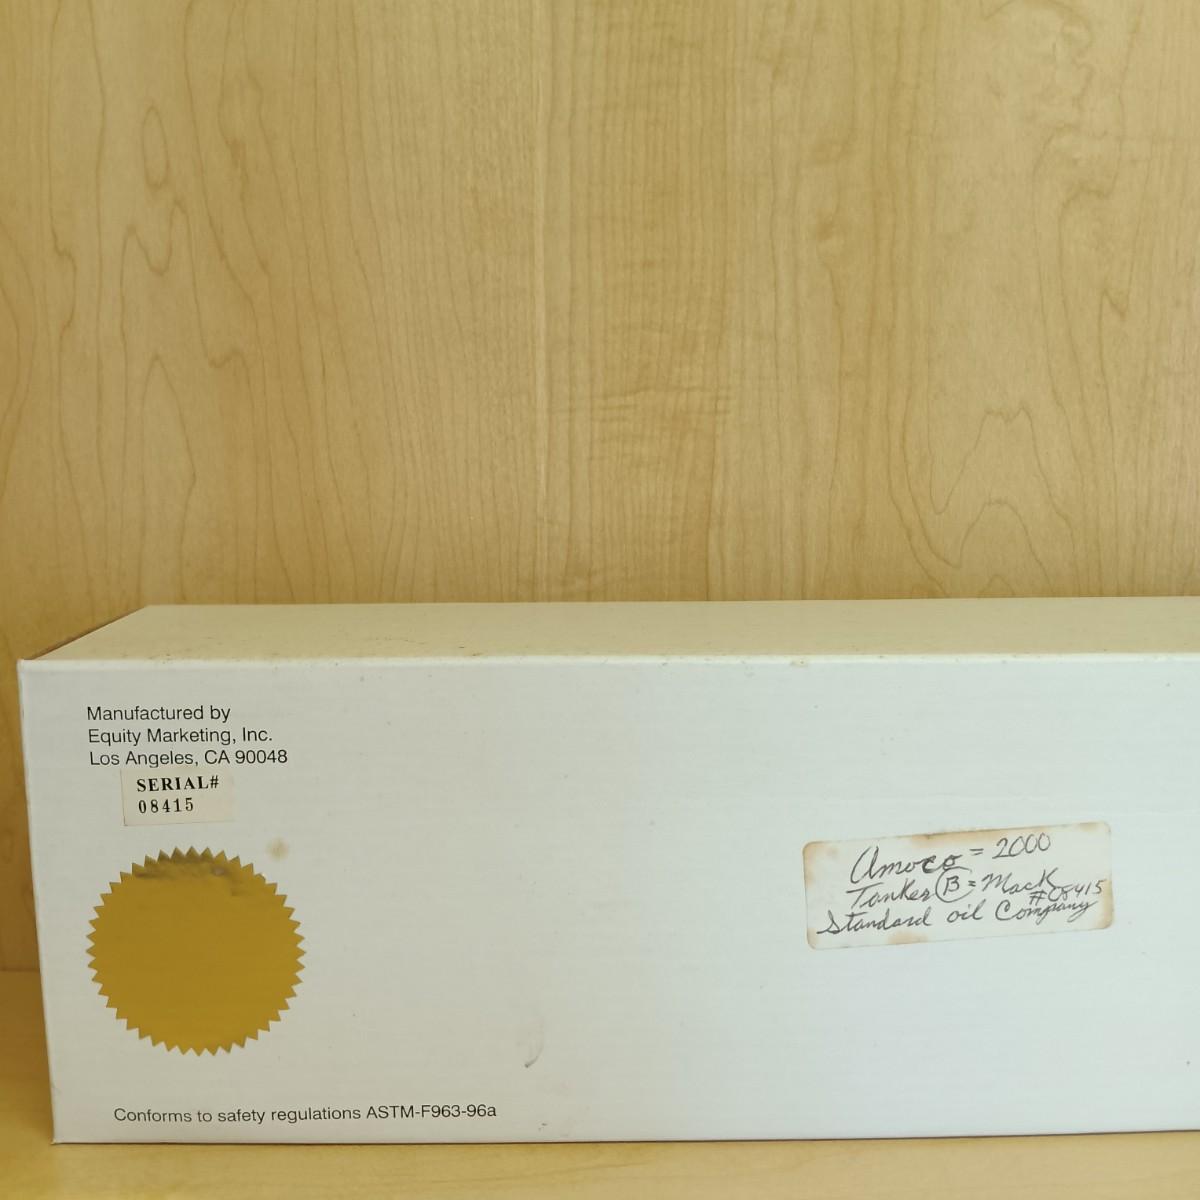 Manufactured by
Equity Marketing, Inc.
Los Angeles, CA 90048
SERIAL#
08415
Amoco = 2000
Tanker B = Mack
#08415
Standard oil Company
Conforms to safety regulations ASTM-F963-96a